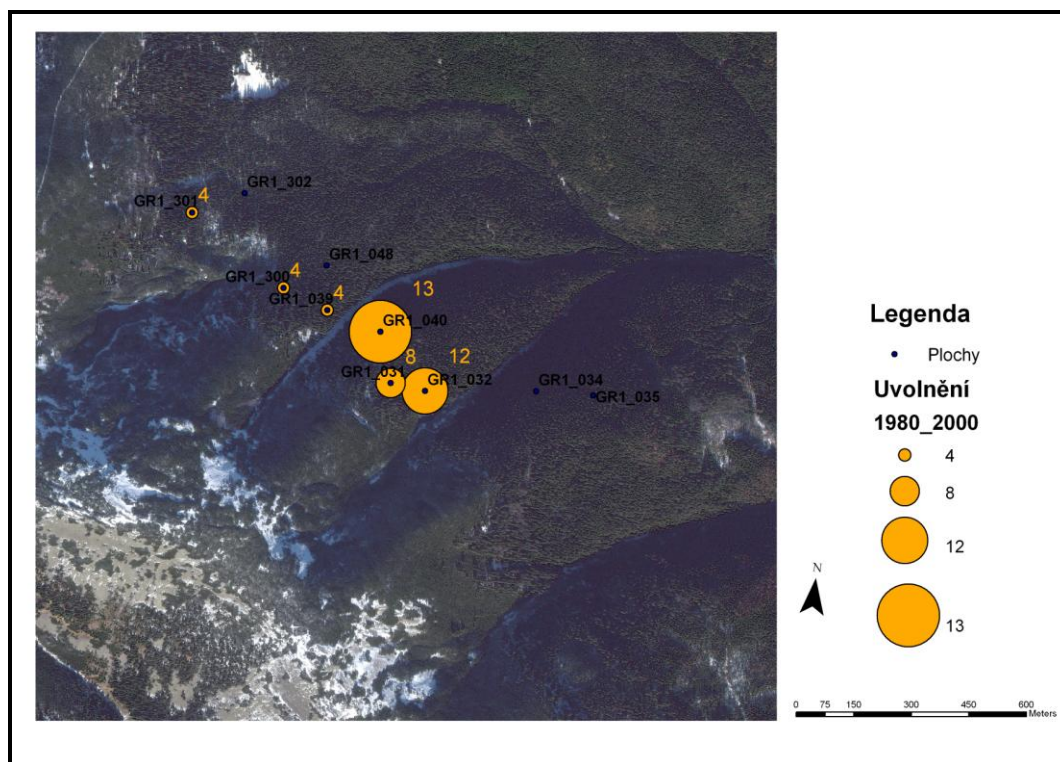 GR1_302
GR1_301
4
GR1_048
GR1_300
4
GR1_039
4
13
GR1_040
8
12
GR1_031
GR1_032
GR1_034
GR1_035
Legenda
Plochy
Uvolnění
1980_2000
4
8
12
13
N
0 75 150 300 450 600
Meters